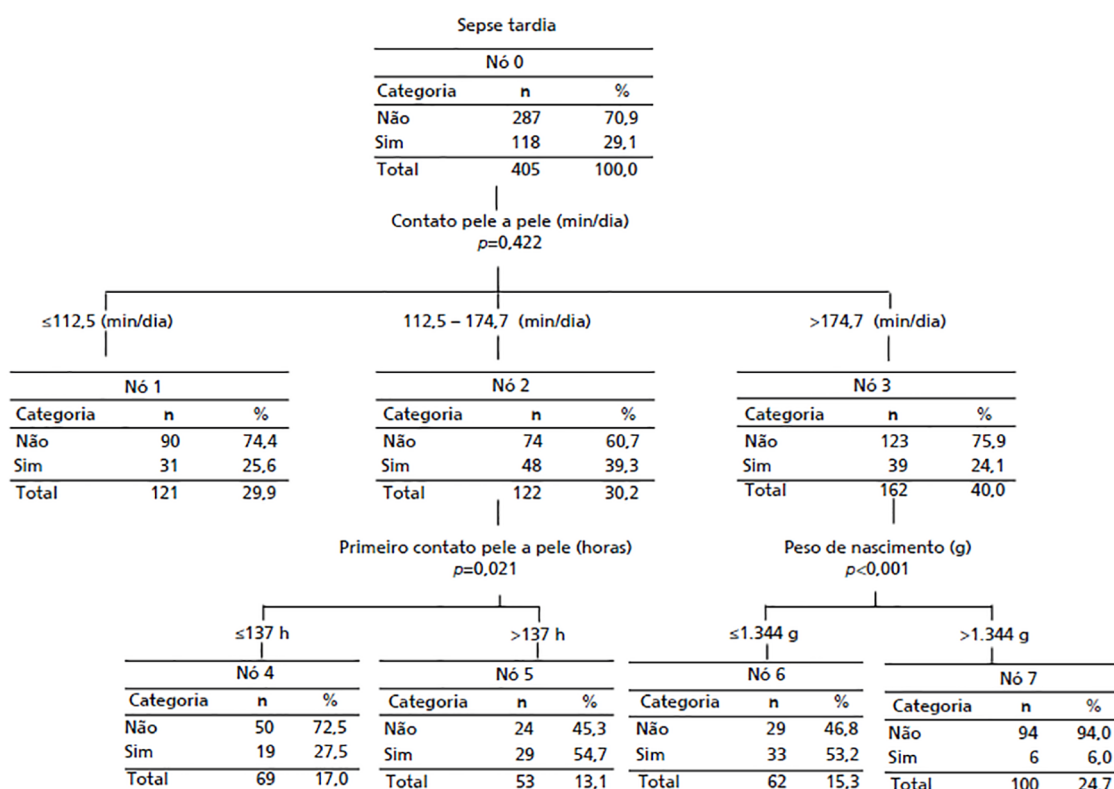 Sepse tardia
Nó 0
Categoria n %
Não 287 70,9
Sim 118 29,1
Total 405 100,0
Contato pele a pele (min/dia)
p=0,422
≤112,5 (min/dia)
112,5 – 174,7 (min/dia)
>174,7 (min/dia)
Nó 1
Categoria n %
Não 90 74,4
Sim 31 25,6
Total 121 29,9
Nó 2
Categoria n %
Não 74 60,7
Sim 48 39,3
Total 122 30,2
Nó 3
Categoria n %
Não 123 75,9
Sim 39 24,1
Total 162 40,0
Primeiro contato pele a pele (horas)
p=0,021
Peso de nascimento (g)
p<0,001
≤137 h
>137 h
≤1.344 g
>1.344 g
Nó 4
Categoria n %
Não 50 72,5
Sim 19 27,5
Total 69 17,0
Nó 5
Categoria n %
Não 24 45,3
Sim 29 54,7
Total 53 13,1
Nó 6
Categoria n %
Não 29 46,8
Sim 33 53,2
Total 62 15,3
Nó 7
Categoria n %
Não 94 94,0
Sim 6 6,0
Total 100 24,7